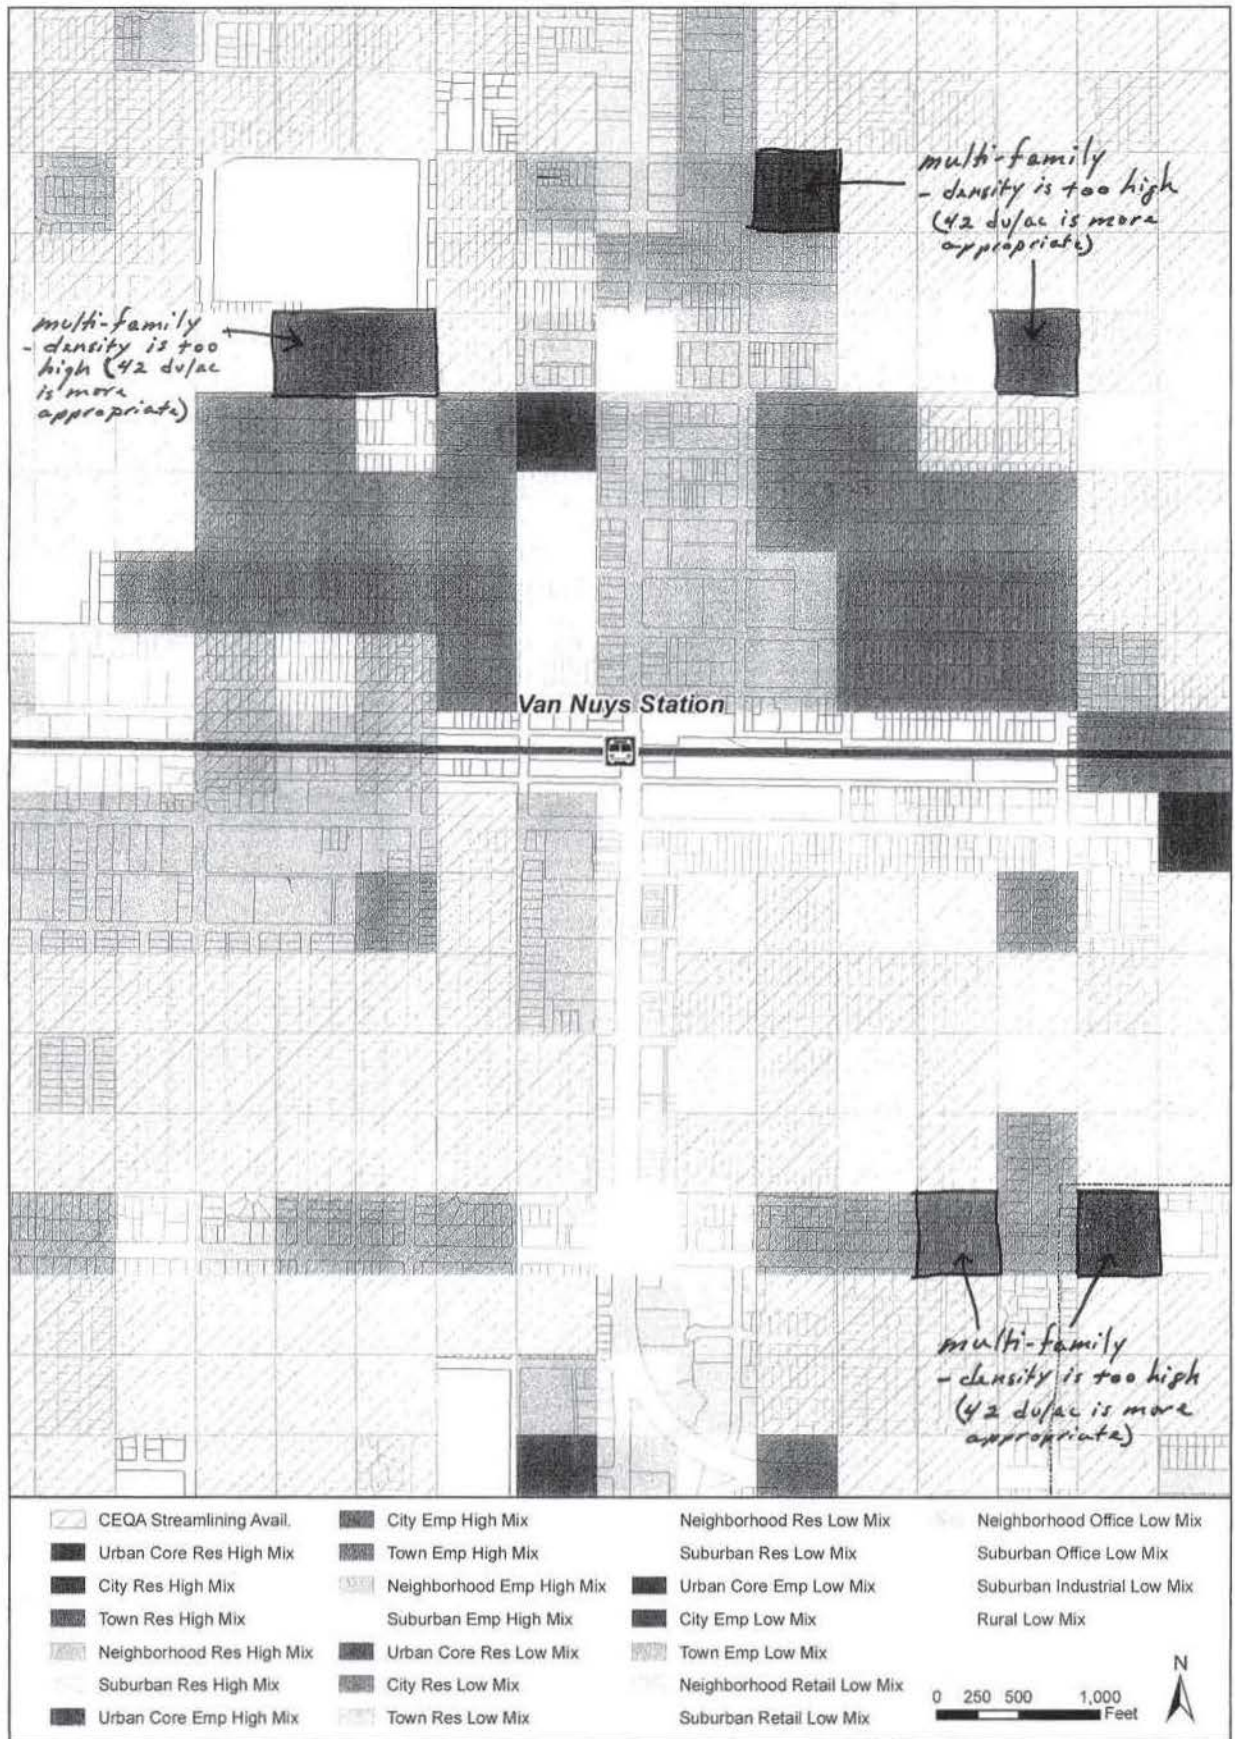 multi-family
- density is too high
(42 du/ac is more
appropriate)
multi-family
- density is too
high (42 du/ac
is more
appropriate)
Van Nuys Station
multi-family
- density is too high
(42 du/ac is more
appropriate)
CEQA Streamlining Avail.
Urban Core Res High Mix
City Res High Mix
Town Res High Mix
Neighborhood Res High Mix
Suburban Res High Mix
Urban Core Emp High Mix
City Emp High Mix
Town Emp High Mix
Neighborhood Emp High Mix
Suburban Emp High Mix
Urban Core Res Low Mix
City Res Low Mix
Town Res Low Mix
Neighborhood Res Low Mix
Suburban Res Low Mix
Urban Core Emp Low Mix
City Emp Low Mix
Town Emp Low Mix
Neighborhood Retail Low Mix
Suburban Retail Low Mix
Neighborhood Office Low Mix
Suburban Office Low Mix
Suburban Industrial Low Mix
Rural Low Mix
N
0 250 500 1,000
Feet